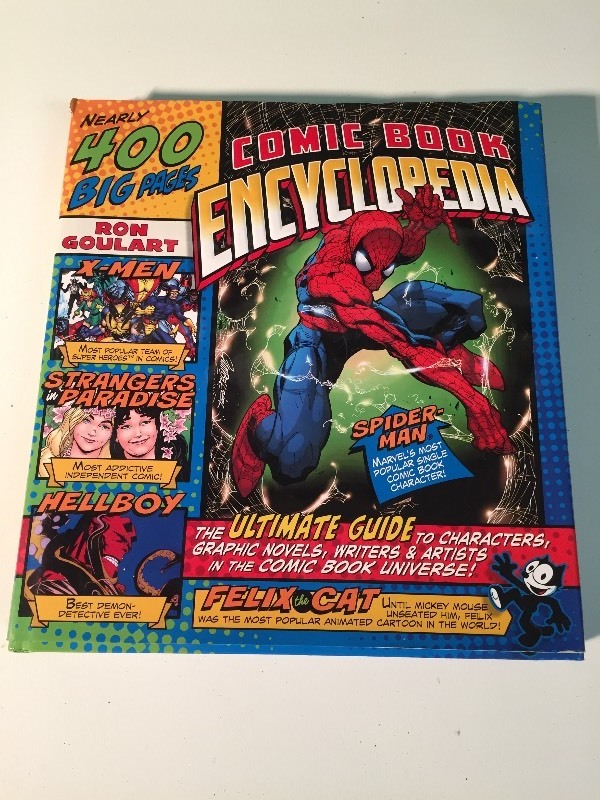 NEARLY
400
BIG PAGES
COMIC BOOK
ENCYCLOPEDIA
RON
GOULART
X-MEN
MOST POPULAR TEAM OF
SUPER HEROES™ IN COMICS!
STRANGERS
in PARADISE
MOST ADDICTIVE
INDEPENDENT COMIC!
HELLBOY
BEST DEMON-
DETECTIVE EVER!
SPIDER-
MAN®
MARVEL'S MOST
POPULAR SINGLE
COMIC BOOK
CHARACTER!
THE ULTIMATE GUIDE TO CHARACTERS,
GRAPHIC NOVELS, WRITERS & ARTISTS
IN THE COMIC BOOK UNIVERSE!
FELIX the CAT UNTIL MICKEY MOUSE
UNSEATED HIM, FELIX
WAS THE MOST POPULAR ANIMATED CARTOON IN THE WORLD!